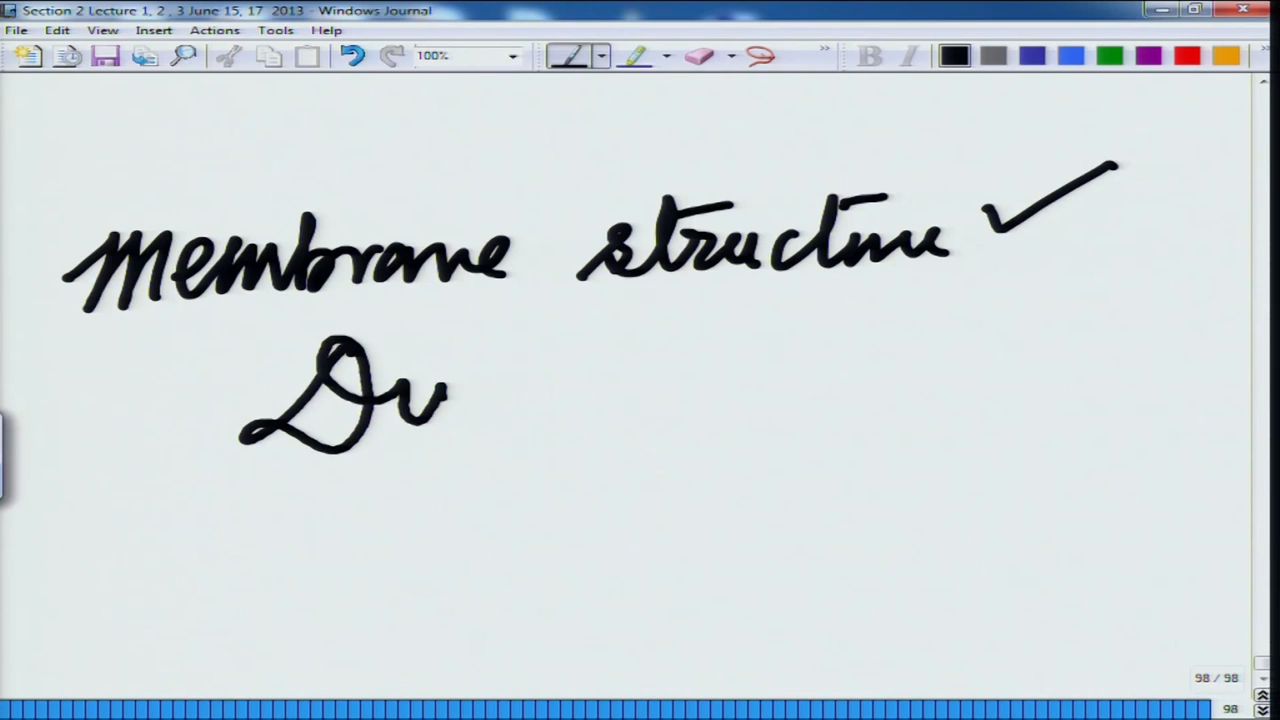 Section 2 Lecture 1, 2 , 3 June 15, 17 2013 - Windows Journal
File Edit View Insert Actions Tools Help
100% B I
Membrane structure ✓
Du
98 / 98
98